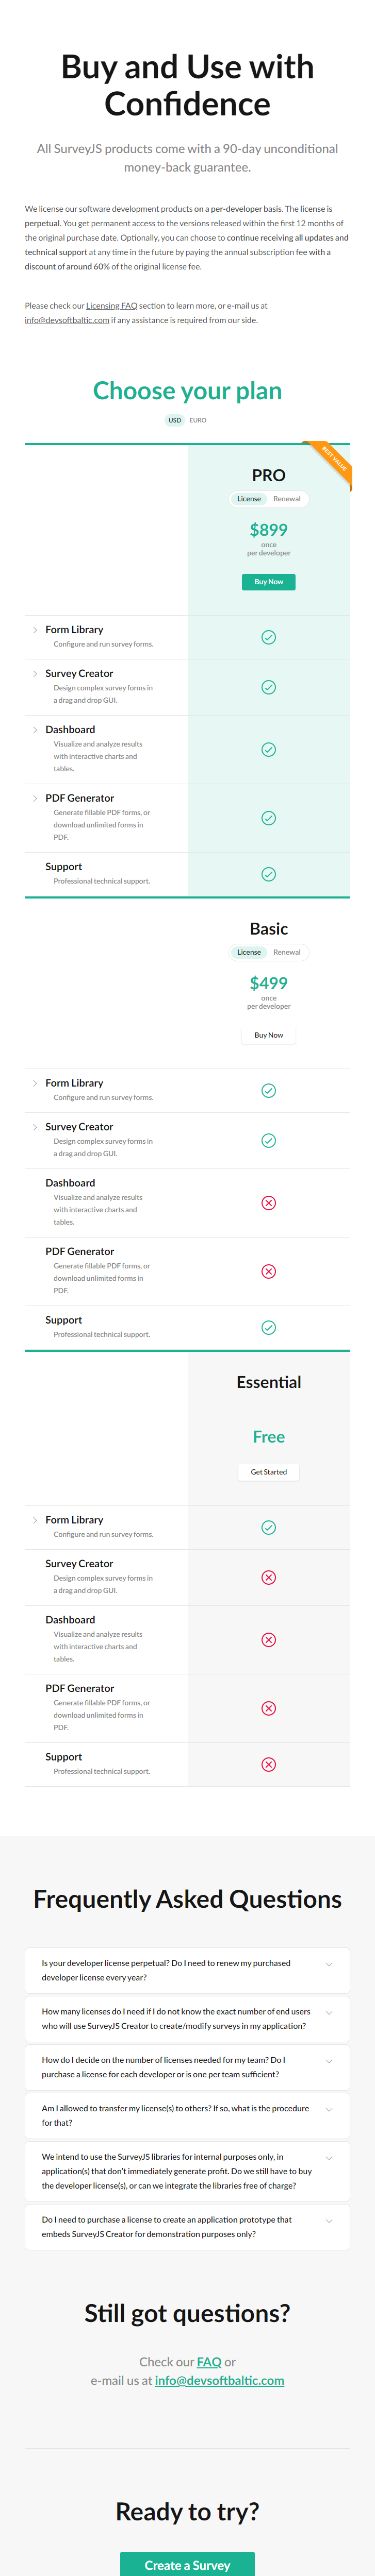 Buy and Use with
Confidence
All SurveyJS products come with a 90-day unconditional
money-back guarantee.
We license our software development products on a per-developer basis. The license is
perpetual. You get permanent access to the versions released within the first 12 months of
the original purchase date. Optionally, you can choose to continue receiving all updates and
technical support at any time in the future by paying the annual subscription fee with a
discount of around 60% of the original license fee.
Please check our Licensing FAQ section to learn more, or e-mail us at
info@devsoftbaltic.com if any assistance is required from our side.
Choose your plan
USD EURO
BEST VALUE
PRO
License Renewal
$899
once
per developer
Buy Now
Form Library
Configure and run survey forms.
Survey Creator
Design complex survey forms in
a drag and drop GUI.
Dashboard
Visualize and analyze results
with interactive charts and
tables.
PDF Generator
Generate fillable PDF forms, or
download unlimited forms in
PDF.
Support
Professional technical support.
Basic
License Renewal
$499
once
per developer
Buy Now
Form Library
Configure and run survey forms.
Survey Creator
Design complex survey forms in
a drag and drop GUI.
Dashboard
Visualize and analyze results
with interactive charts and
tables.
PDF Generator
Generate fillable PDF forms, or
download unlimited forms in
PDF.
Support
Professional technical support.
Essential
Free
Get Started
Form Library
Configure and run survey forms.
Survey Creator
Design complex survey forms in
a drag and drop GUI.
Dashboard
Visualize and analyze results
with interactive charts and
tables.
PDF Generator
Generate fillable PDF forms, or
download unlimited forms in
PDF.
Support
Professional technical support.
Frequently Asked Questions
Is your developer license perpetual? Do I need to renew my purchased
developer license every year?
How many licenses do I need if I do not know the exact number of end users
who will use SurveyJS Creator to create/modify surveys in my application?
How do I decide on the number of licenses needed for my team? Do I
purchase a license for each developer or is one per team sufficient?
Am I allowed to transfer my license(s) to others? If so, what is the procedure
for that?
We intend to use the SurveyJS libraries for internal purposes only, in
application(s) that don't immediately generate profit. Do we still have to buy
the developer license(s), or can we integrate the libraries free of charge?
Do I need to purchase a license to create an application prototype that
embeds SurveyJS Creator for demonstration purposes only?
Still got questions?
Check our FAQ or
e-mail us at info@devsoftbaltic.com
Ready to try?
Create a Survey